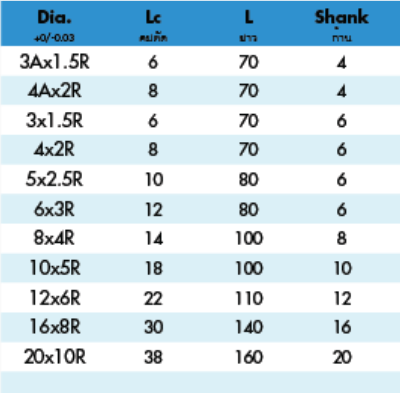 Dia. Lc L Shank
+0/-0.03 คมตัด ยาว ก้าน
3Ax1.5R 6 70 4
4Ax2R 8 70 4
3x1.5R 6 70 6
4x2R 8 70 6
5x2.5R 10 80 6
6x3R 12 80 6
8x4R 14 100 8
10x5R 18 100 10
12x6R 22 110 12
16x8R 30 140 16
20x10R 38 160 20